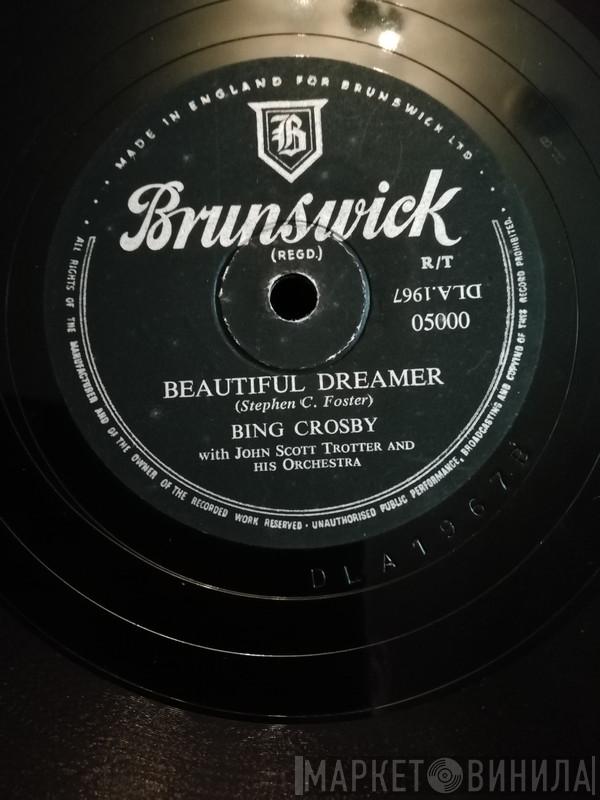 · MADE IN ENGLAND FOR BRUNSWICK LTD ·
B
Brunswick
(REGD.)
R/T
DLA.1967
05000
BEAUTIFUL DREAMER
(Stephen C. Foster)
BING CROSBY
with JOHN SCOTT TROTTER AND
HIS ORCHESTRA
ALL RIGHTS OF THE MANUFACTURER AND OF THE OWNER OF THE RECORDED WORK RESERVED · UNAUTHORISED PUBLIC PERFORMANCE, BROADCASTING AND COPYING OF THIS RECORD PROHIBITED.
DLA1967B
МАРКЕТ ВИНИЛА